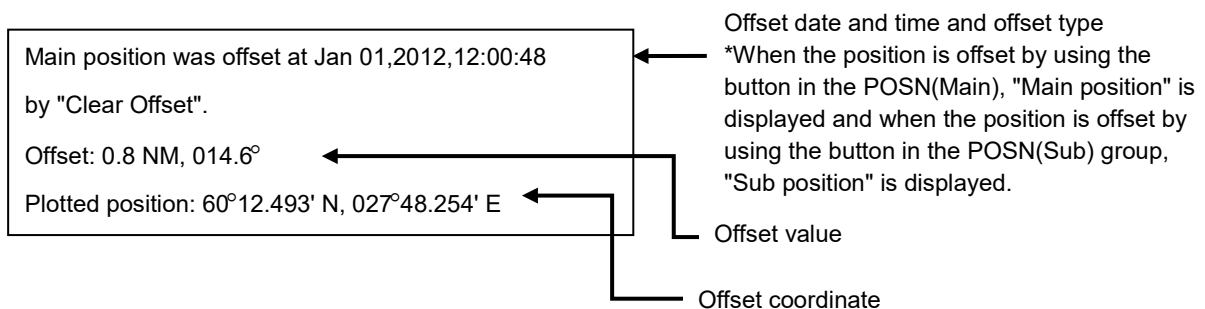 Main position was offset at Jan 01,2012,12:00:48
by "Clear Offset".
Offset: 0.8 NM, 014.6°
Plotted position: 60°12.493' N, 027°48.254' E
Offset date and time and offset type
*When the position is offset by using the
button in the POSN(Main), "Main position" is
displayed and when the position is offset by
using the button in the POSN(Sub) group,
"Sub position" is displayed.
Offset value
Offset coordinate